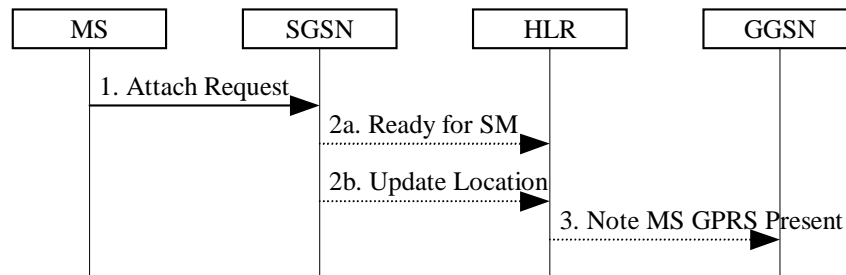 MS SGSN HLR GGSN
1. Attach Request
2a. Ready for SM
2b. Update Location
3. Note MS GPRS Present